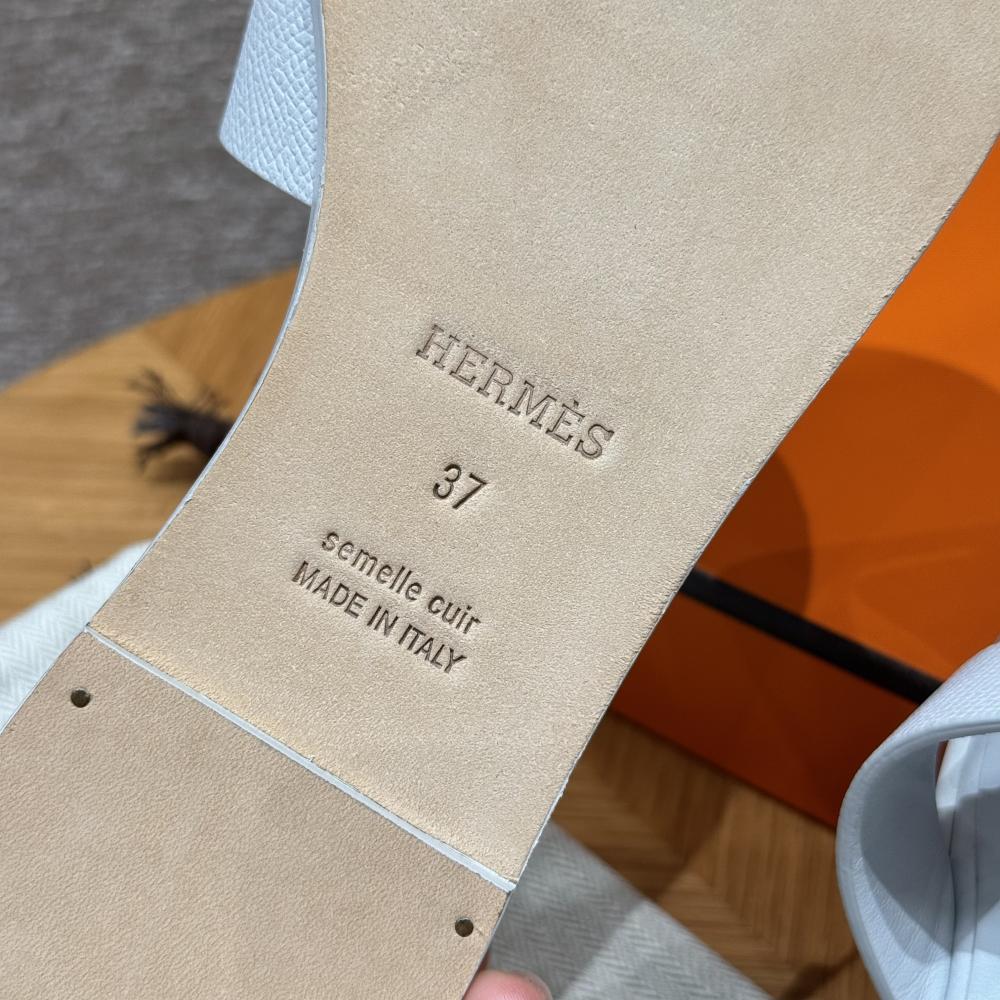 HERMÈS
37
semelle cuir
MADE IN ITALY